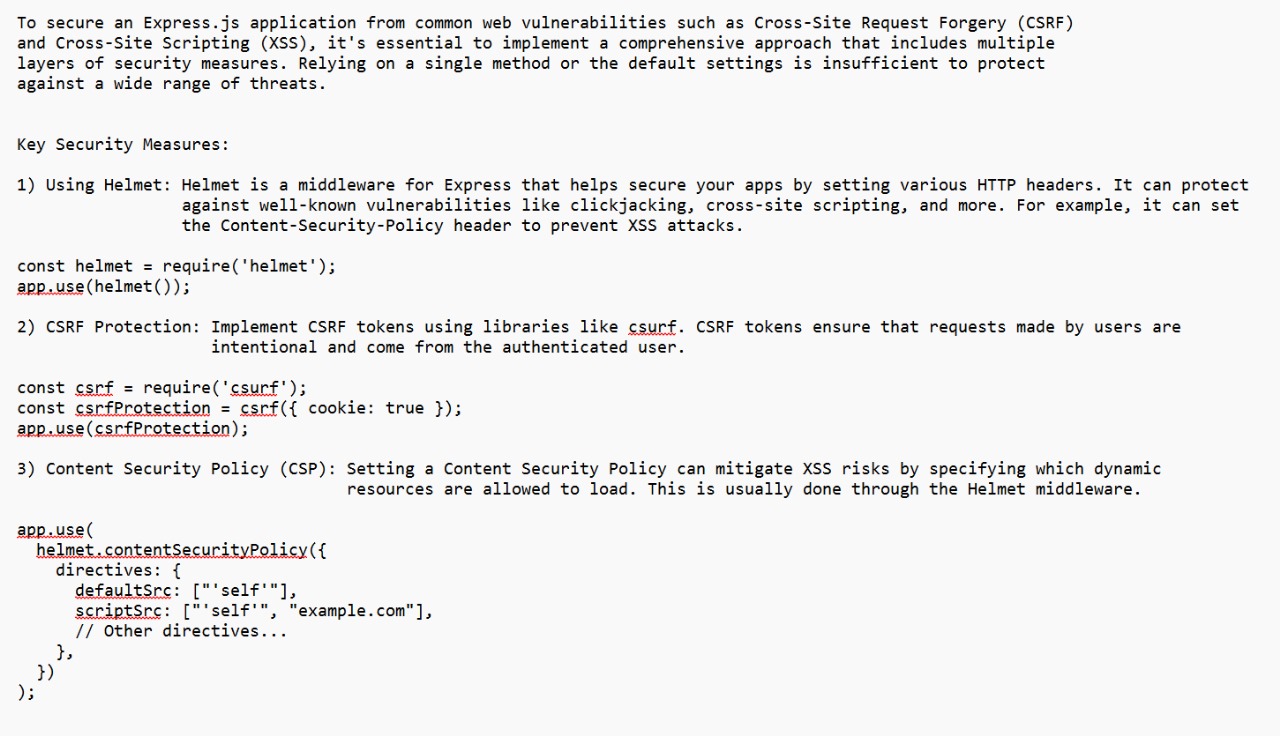 To secure an Express.js application from common web vulnerabilities such as Cross-Site Request Forgery (CSRF)
and Cross-Site Scripting (XSS), it's essential to implement a comprehensive approach that includes multiple
layers of security measures. Relying on a single method or the default settings is insufficient to protect
against a wide range of threats.
Key Security Measures:
1) Using Helmet: Helmet is a middleware for Express that helps secure your apps by setting various HTTP headers. It can protect
against well-known vulnerabilities like clickjacking, cross-site scripting, and more. For example, it can set
the Content-Security-Policy header to prevent XSS attacks.
const helmet = require('helmet');
app.use(helmet());
2) CSRF Protection: Implement CSRF tokens using libraries like csurf. CSRF tokens ensure that requests made by users are
intentional and come from the authenticated user.
const csrf = require('csurf');
const csrfProtection = csrf({ cookie: true });
app.use(csrfProtection);
3) Content Security Policy (CSP): Setting a Content Security Policy can mitigate XSS risks by specifying which dynamic
resources are allowed to load. This is usually done through the Helmet middleware.
app.use(
helmet.contentSecurityPolicy({
directives: {
defaultSrc: ["'self'"],
scriptSrc: ["'self'", "example.com"],
// Other directives...
},
})
);